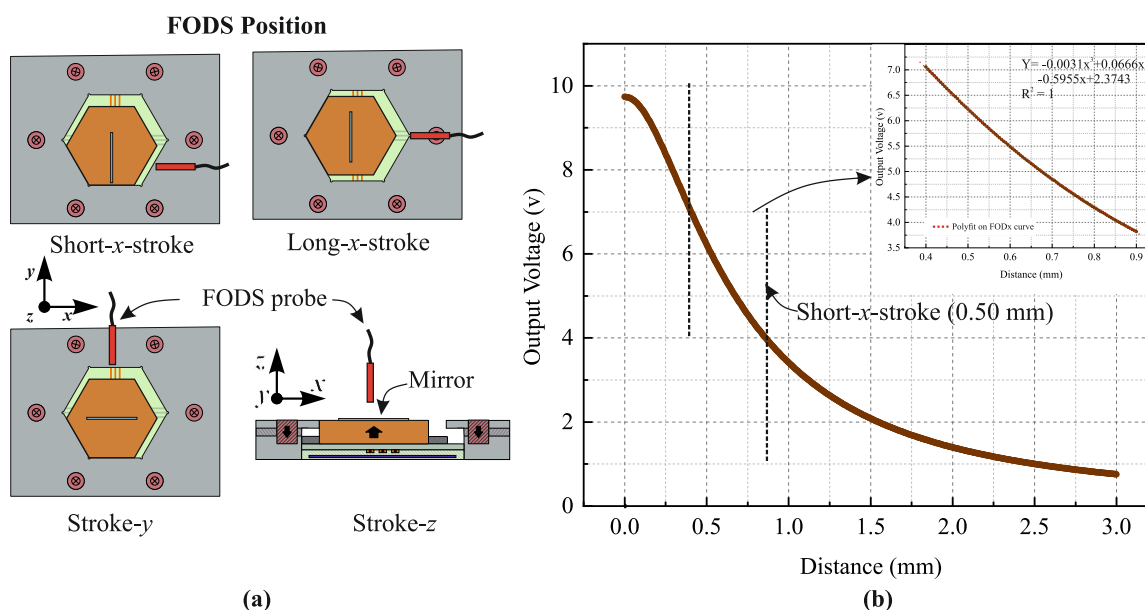 FODS Position
Short-x-stroke
Long-x-stroke
y
z
x
FODS probe
z
y
x
Mirror
Stroke-y
Stroke-z
(a)
Output Voltage (v)
10
8
6
4
2
0
0.0
0.5
1.0
1.5
2.0
2.5
3.0
Distance (mm)
Short-x-stroke (0.50 mm)
Output Voltage (v)
7.0
6.5
6.0
5.5
5.0
4.5
4.0
3.5
0.4
0.5
0.6
0.7
0.8
0.9
Distance (mm)
Y= -0.0031x³+0.0666x
-0.5955x+2.3743
R² = 1
Polyfit on FODx curve
(b)